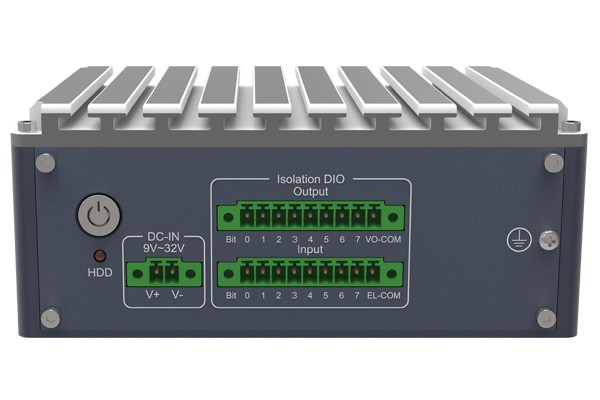 Isolation DIO
Output
Bit 0 1 2 3 4 5 6 7 VO-COM
Input
Bit 0 1 2 3 4 5 6 7 EL-COM
DC-IN
9V~32V
V+ V-
HDD